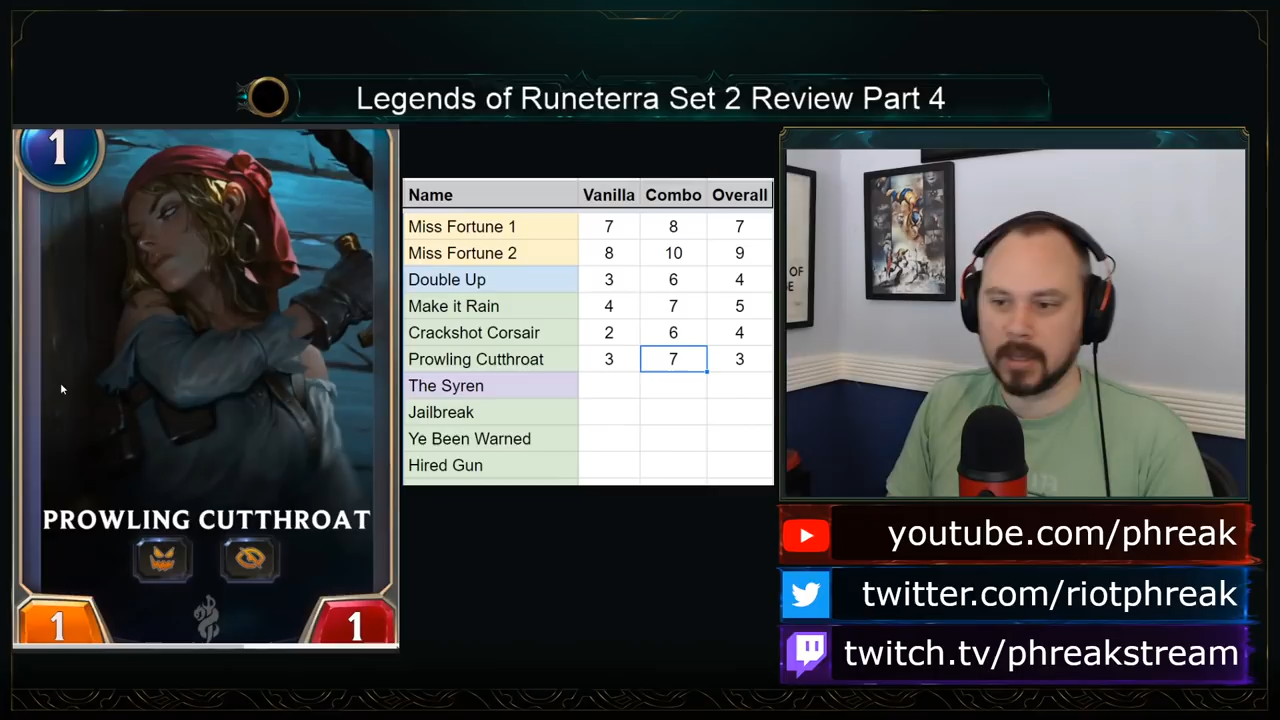 Legends of Runeterra Set 2 Review Part 4
1
PROWLING CUTTHROAT
1 1
Name Vanilla Combo Overall
Miss Fortune 1 7 8 7
Miss Fortune 2 8 10 9
Double Up 3 6 4
Make it Rain 4 7 5
Crackshot Corsair 2 6 4
Prowling Cutthroat 3 7 3
The Syren
Jailbreak
Ye Been Warned
Hired Gun
OF
youtube.com/phreak
twitter.com/riotphreak
twitch.tv/phreakstream